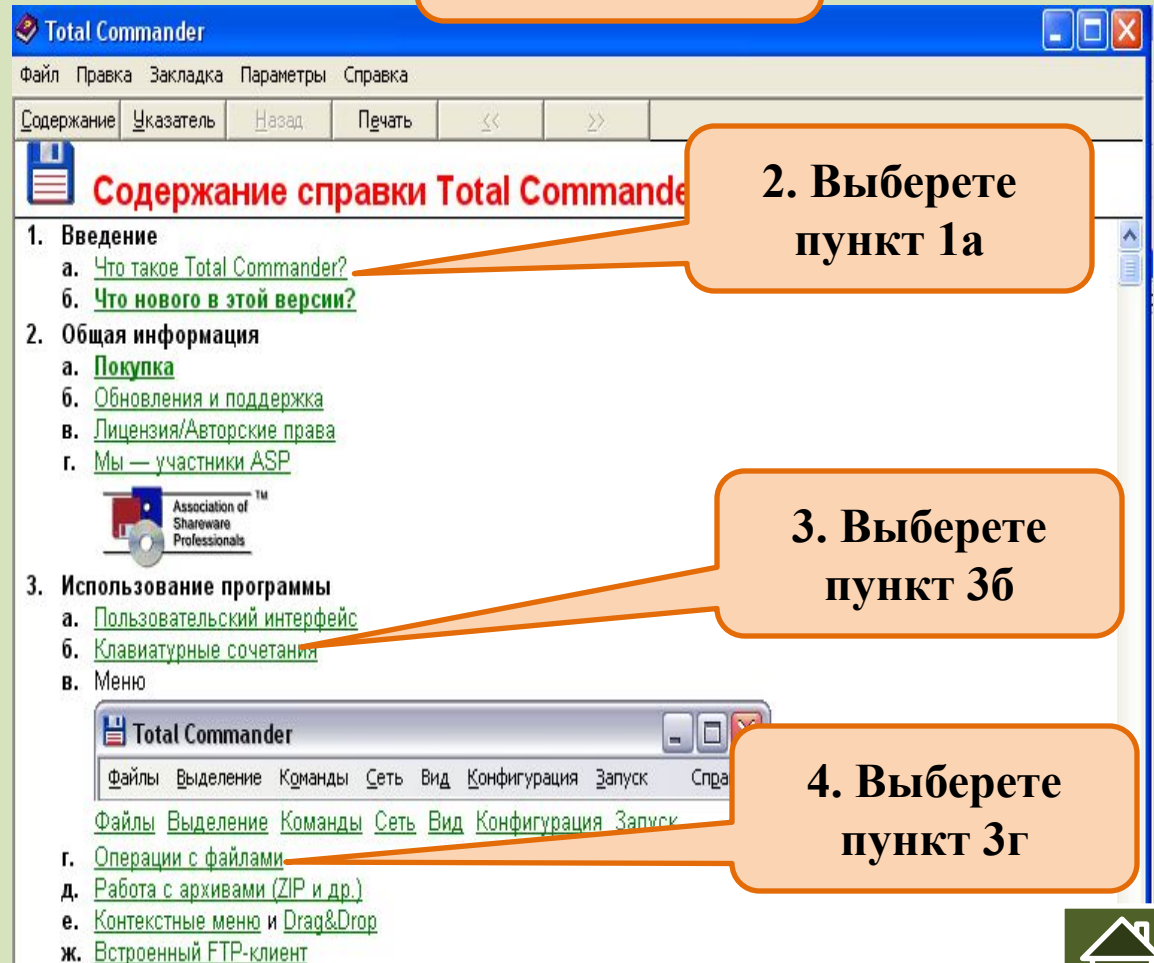 Total Commander
Файл Правка Закладка Параметры Справка
Содержание Указатель Назад Печать << >>
Содержание справки Total Commande
2. Выберете
пункт 1а
1. Введение
а. Что такое Total Commander?
б. Что нового в этой версии?
2. Общая информация
а. Покупка
б. Обновления и поддержка
в. Лицензия/Авторские права
г. Мы — участники ASP
Association of TM
Shareware
Professionals
3. Выберете
пункт 3б
3. Использование программы
а. Пользовательский интерфейс
б. Клавиатурные сочетания
в. Меню
Total Commander
Файлы Выделение Команды Сеть Вид Конфигурация Запуск Спра
Файлы Выделение Команды Сеть Вид Конфигурация Запуск
4. Выберете
пункт 3г
г. Операции с файлами
д. Работа с архивами (ZIP и др.)
е. Контекстные меню и Drag&Drop
ж. Встроенный FTP-клиент